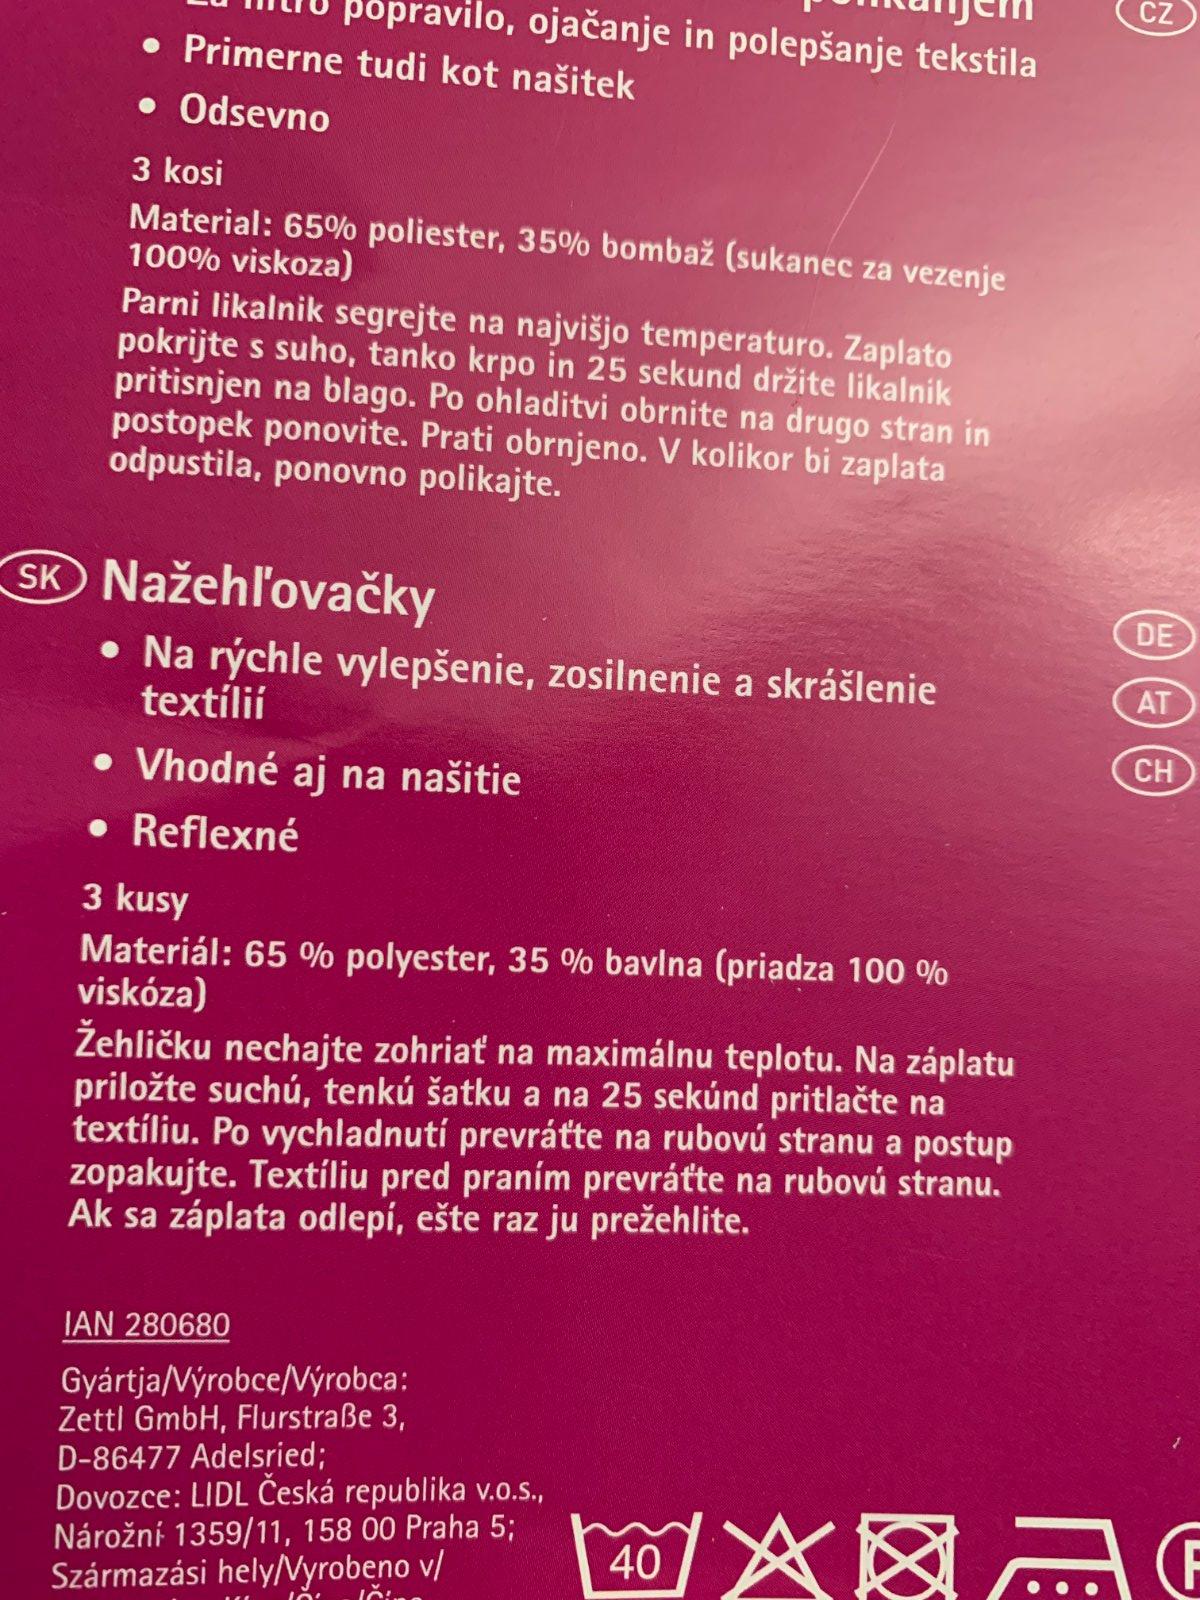 popravilo, ojačanje in polepšanje tekstila
CZ
• Primerne tudi kot našitek
• Odsevno
3 kosi
Material: 65% poliester, 35% bombaž (sukanec za vezenje
100% viskoza)
Parni likalnik segrejte na najvišjo temperaturo. Zaplato
pokrijte s suho, tanko krpo in 25 sekund držite likalnik
pritisnjen na blago. Po ohladitvi obrnite na drugo stran in
postopek ponovite. Prati obrnjeno. V kolikor bi zaplata
odpustila, ponovno polikajte.
SK Nažehľovačky
• Na rýchle vylepšenie, zosilnenie a skrášlenie
textílií
• Vhodné aj na našitie
• Reflexné
3 kusy
Materiál: 65 % polyester, 35 % bavlna (priadza 100 %
viskóza)
Žehličku nechajte zohriať na maximálnu teplotu. Na záplatu
priložte suchú, tenkú šatku a na 25 sekúnd pritlačte na
textíliu. Po vychladnutí prevráťte na rubovú stranu a postup
zopakujte. Textíliu pred praním prevráťte na rubovú stranu.
Ak sa záplata odlepí, ešte raz ju prežehlite.
DE
AT
CH
IAN 280680
Gyártja/Výrobce/Výrobca:
Zettl GmbH, Flurstraße 3,
D-86477 Adelsried;
Dovozce: LIDL Česká republika v.o.s.,
Nárožní 1359/11, 158 00 Praha 5;
Származási hely/Vyrobeno v/
40